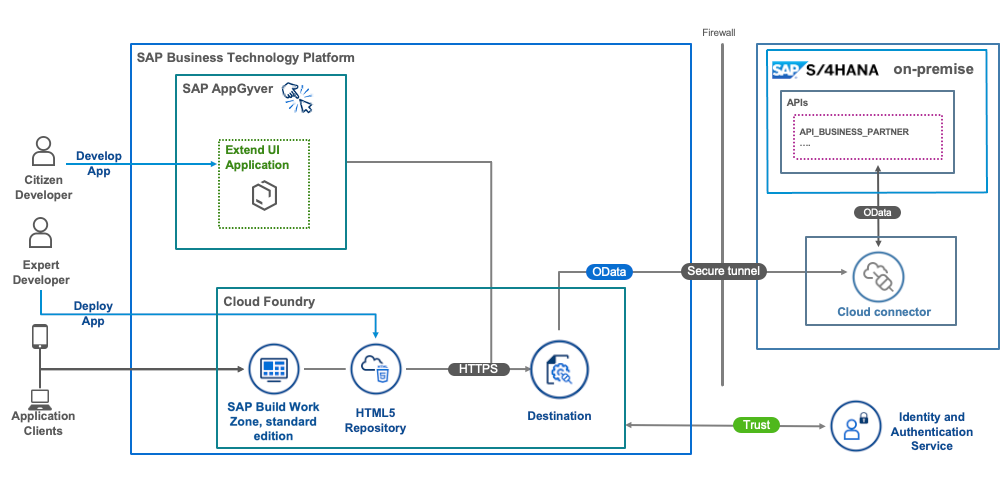 Firewall
SAP Business Technology Platform
SAP S/4HANA on-premise
SAP AppGyver
APIs
API_BUSINESS_PARTNER
....
Extend UI
Application
Develop
App
Citizen
Developer
OData
Expert
Developer
OData
Secure tunnel
Cloud connector
Cloud Foundry
Deploy
App
HTTPS
5
SAP Build Work
Zone, standard
edition
HTML5
Repository
Destination
Application
Clients
Trust
Identity and
Authentication
Service